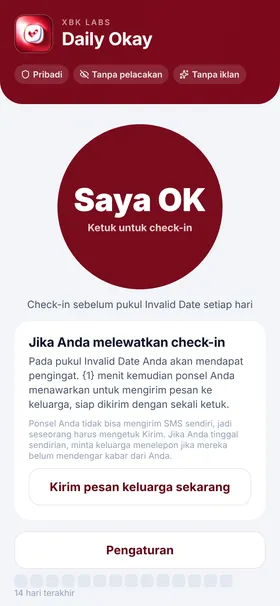 XBK LABS
Daily Okay
Pribadi
Tanpa pelacakan
Tanpa iklan
Saya OK
Ketuk untuk check-in
Check-in sebelum pukul Invalid Date setiap hari
Jika Anda melewatkan check-in
Pada pukul Invalid Date Anda akan mendapat
pengingat. {1} menit kemudian ponsel Anda
menawarkan untuk mengirim pesan ke
keluarga, siap dikirim dengan sekali ketuk.
Ponsel Anda tidak bisa mengirim SMS sendiri, jadi
seseorang harus mengetuk Kirim. Jika Anda tinggal
sendirian, minta keluarga menelepon jika mereka
belum mendengar kabar dari Anda.
Kirim pesan keluarga sekarang
Pengaturan
14 hari terakhir